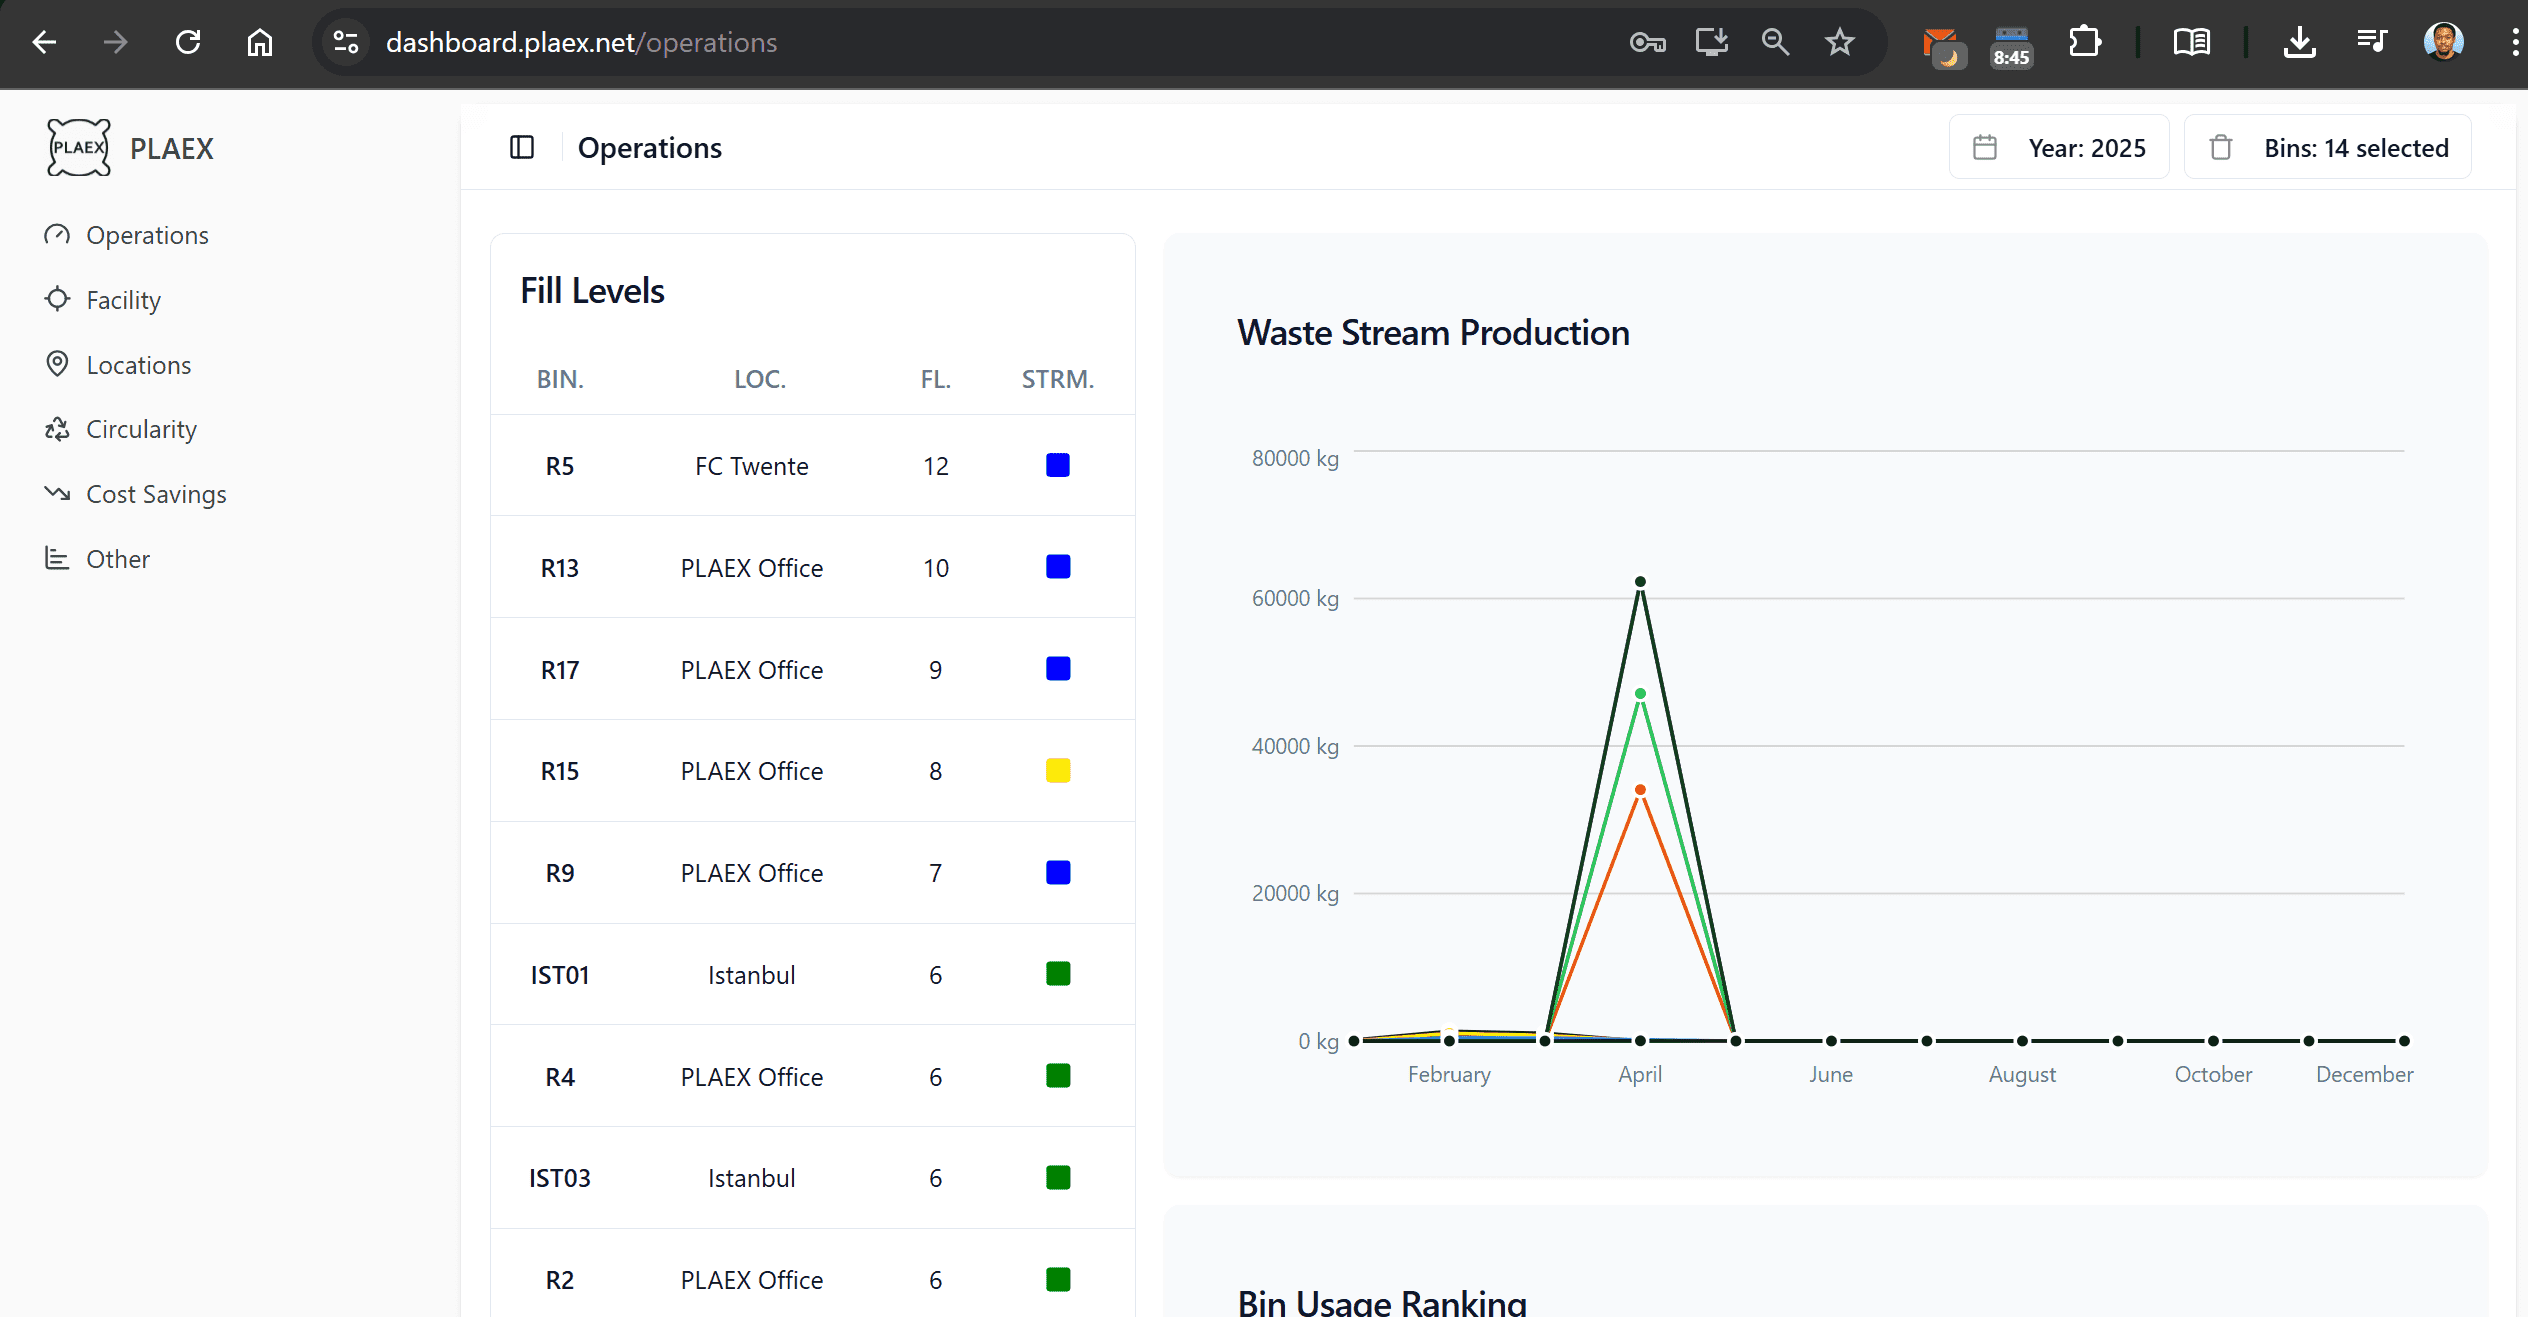 dashboard.plaex.net/operations
8:45
PLAEX
PLAEX
Operations
Facility
Locations
Circularity
Cost Savings
Other
Operations
Year: 2025
Bins: 14 selected
Fill Levels
BIN. LOC. FL. STRM.
R5 FC Twente 12
R13 PLAEX Office 10
R17 PLAEX Office 9
R15 PLAEX Office 8
R9 PLAEX Office 7
IST01 Istanbul 6
R4 PLAEX Office 6
IST03 Istanbul 6
R2 PLAEX Office 6
Waste Stream Production
80000 kg
60000 kg
40000 kg
20000 kg
0 kg
February April June August October December
Bin Usage Ranking